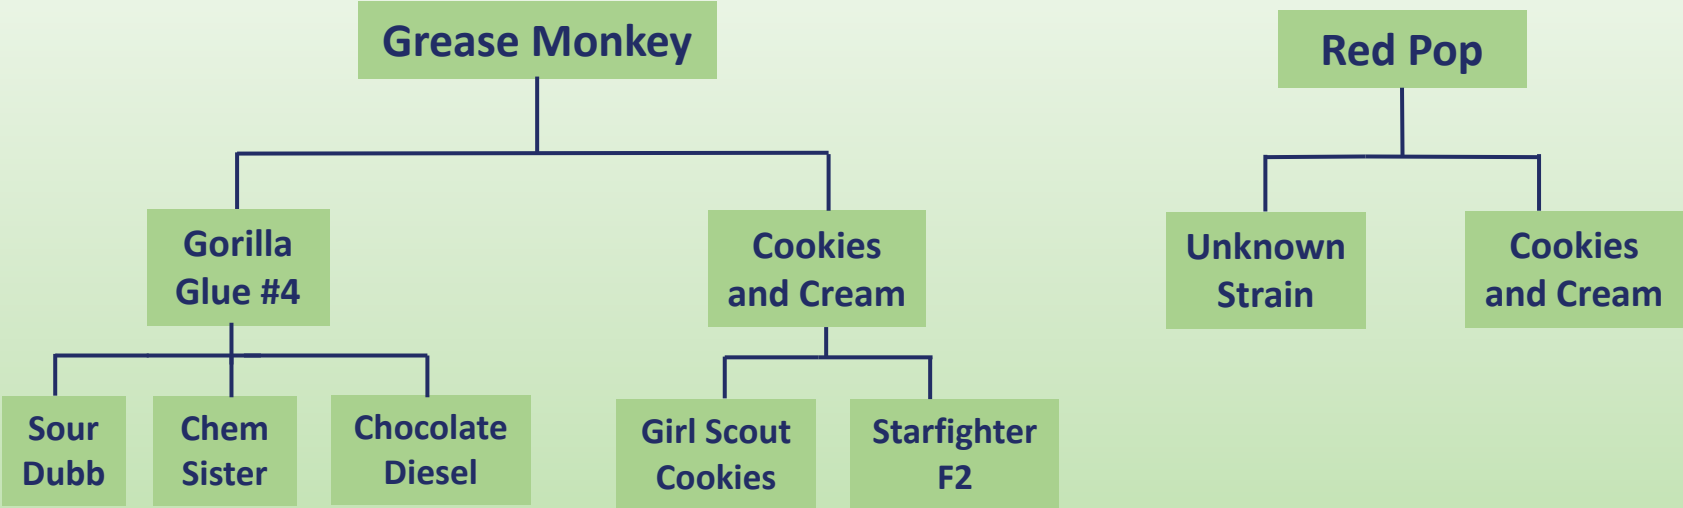 Grease Monkey
Red Pop
Gorilla
Glue #4
Cookies
and Cream
Unknown
Strain
Cookies
and Cream
Sour
Dubb
Chem
Sister
Chocolate
Diesel
Girl Scout
Cookies
Starfighter
F2